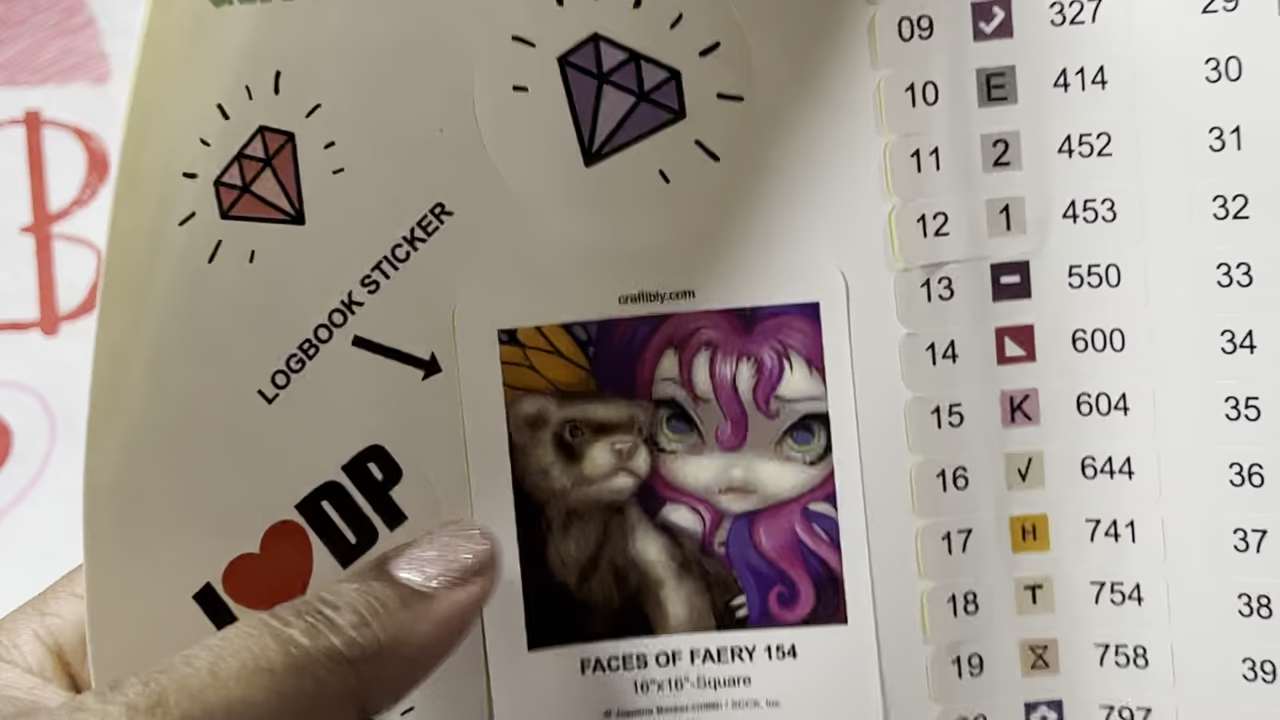 B
LOGBOOK STICKER
I DP
craftibly.com
FACES OF FAERY 154
16"x16"-Square
09 327 29
10 E 414 30
11 2 452 31
12 1 453 32
13 550 33
14 600 34
15 K 604 35
16 √ 644 36
17 H 741 37
18 T 754 38
19 758 39
797